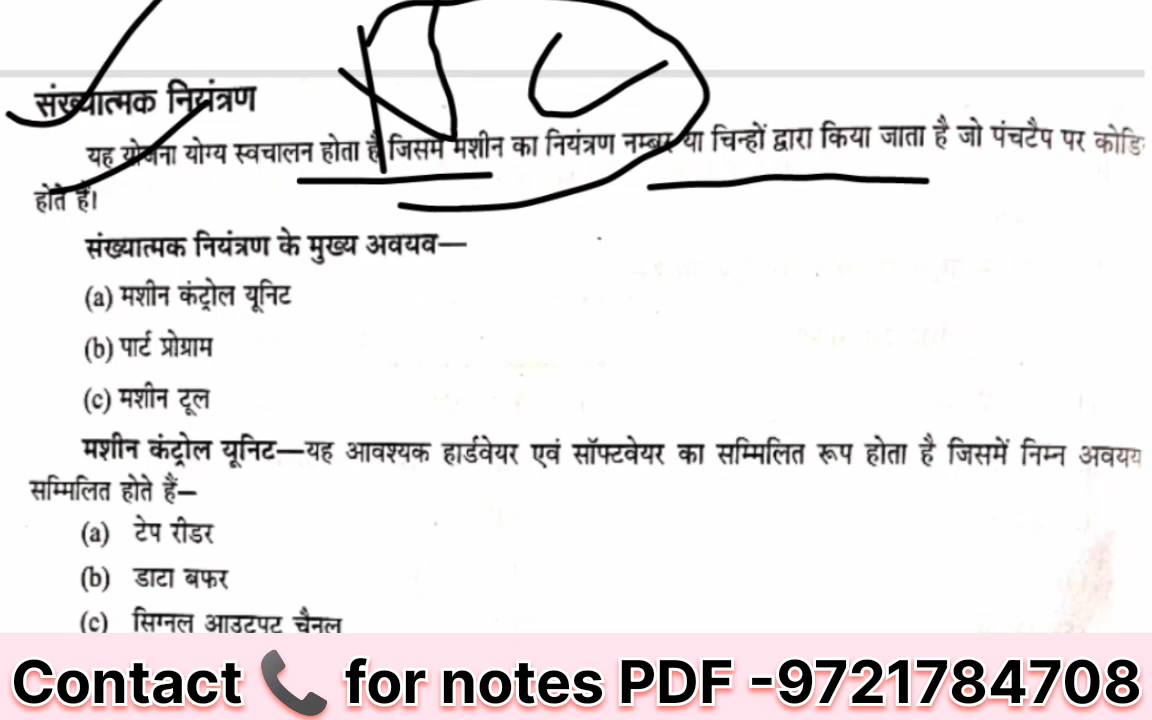 संख्यात्मक नियंत्रण
NC
यह योजना योग्य स्वचालन होता है जिसमें मशीन का नियंत्रण नम्बर या चिन्हों द्वारा किया जाता है जो पंचटैप पर कोडि
होते हैं।
संख्यात्मक नियंत्रण के मुख्य अवयव—
(a) मशीन कंट्रोल यूनिट
(b) पार्ट प्रोग्राम
(c) मशीन टूल
मशीन कंट्रोल यूनिट—यह आवश्यक हार्डवेयर एवं सॉफ्टवेयर का सम्मिलित रूप होता है जिसमें निम्न अवयय
सम्मिलित होते हैं–
(a) टेप रीडर
(b) डाटा बफर
(c) सिग्नल आउटपुट चैनल
Contact for notes PDF -9721784708